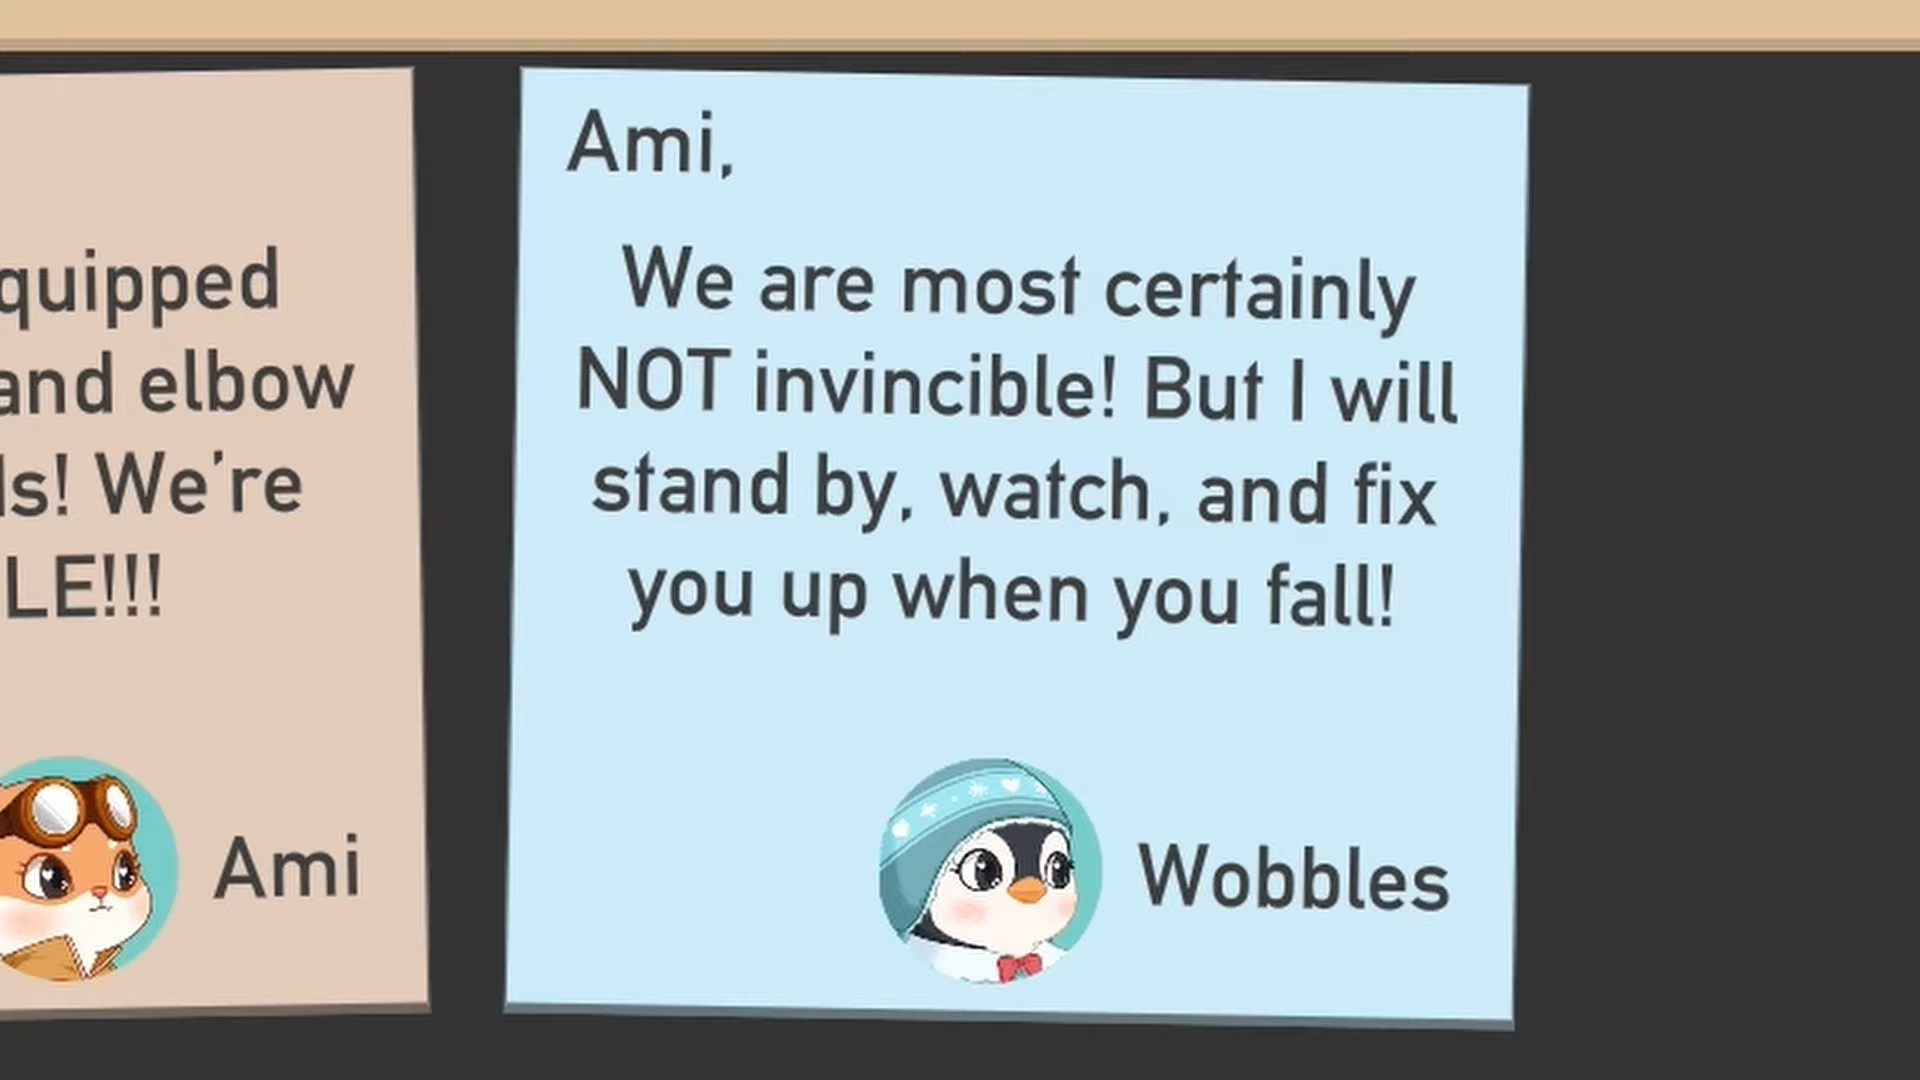 quipped
and elbow
ls! We're
LE!!!
Ami
Ami,
We are most certainly
NOT invincible! But I will
stand by, watch, and fix
you up when you fall!
Wobbles